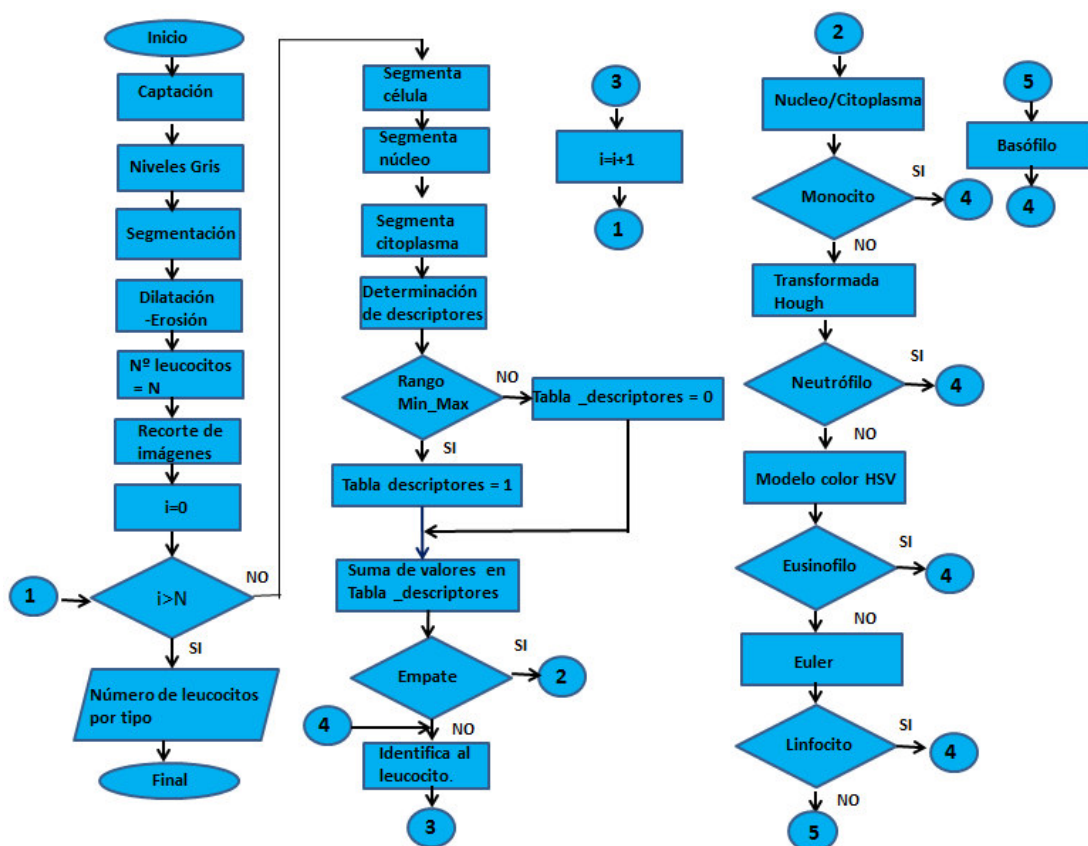 Inicio
Captación
Niveles Gris
Segmentación
Dilatación
-Erosión
Nº leucocitos
= N
Recorte de
imágenes
i=0
1
i>N
NO
SI
Número de leucocitos
por tipo
Final
Segmenta
célula
Segmenta
núcleo
Segmenta
citoplasma
Determinación
de descriptores
Rango
Min_Max
NO
Tabla _descriptores = 0
SI
Tabla descriptores = 1
Suma de valores en
Tabla _descriptores
Empate
SI
2
4
NO
Identifica al
leucocito.
3
3
i=i+1
1
2
Nucleo/Citoplasma
Monocito
SI
4
NO
Transformada
Hough
Neutrófilo
SI
4
NO
Modelo color HSV
Eusinofilo
SI
4
NO
Euler
Linfocito
SI
4
NO
5
5
Basófilo
4